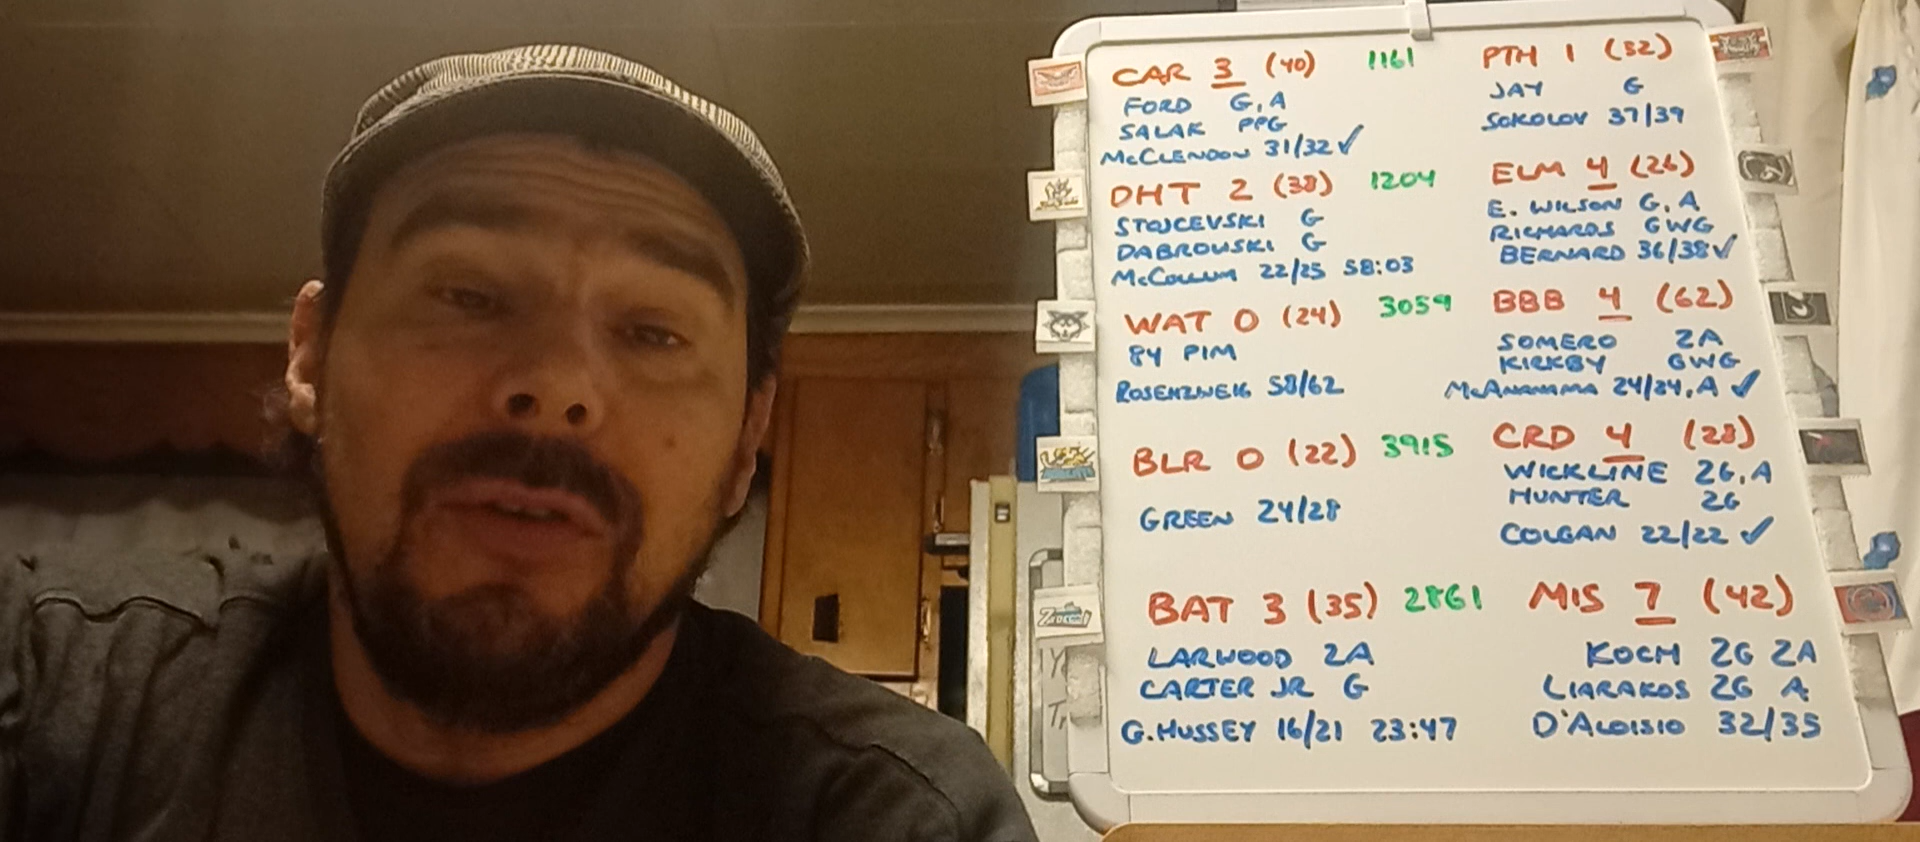 CAR 3 (40) 1161 PTH 1 (32)
FORD G, A JAY G
SALAK PPG SOKOLOV 37/39
McCLENDON 31/32 ✓
DHT 2 (38) 1204 ELM 4 (26)
STOJCEVSKI G E. WILSON G, A
DABROWSKI G RICHARDS GWG
McCOLLUM 22/25 58:03 BERNARD 36/38 ✓
WAT 0 (24) 3059 BBB 4 (62)
84 PIM SOMERO 2A
KIRKBY GWG
ROSENZWEIG 58/62 McANANAMA 24/24, A ✓
BLR 0 (22) 3915 CRD 4 (28)
WICKLINE 2G, A
HUNTER 2G
GREEN 24/28 COLGAN 22/22 ✓
BAT 3 (35) 2861 MIS 7 (42)
LARWOOD 2A KOCH 2G 2A
CARTER JR G LIARAKOS 2G A
G. HUSSEY 16/21 23:47 D'ALOISIO 32/35